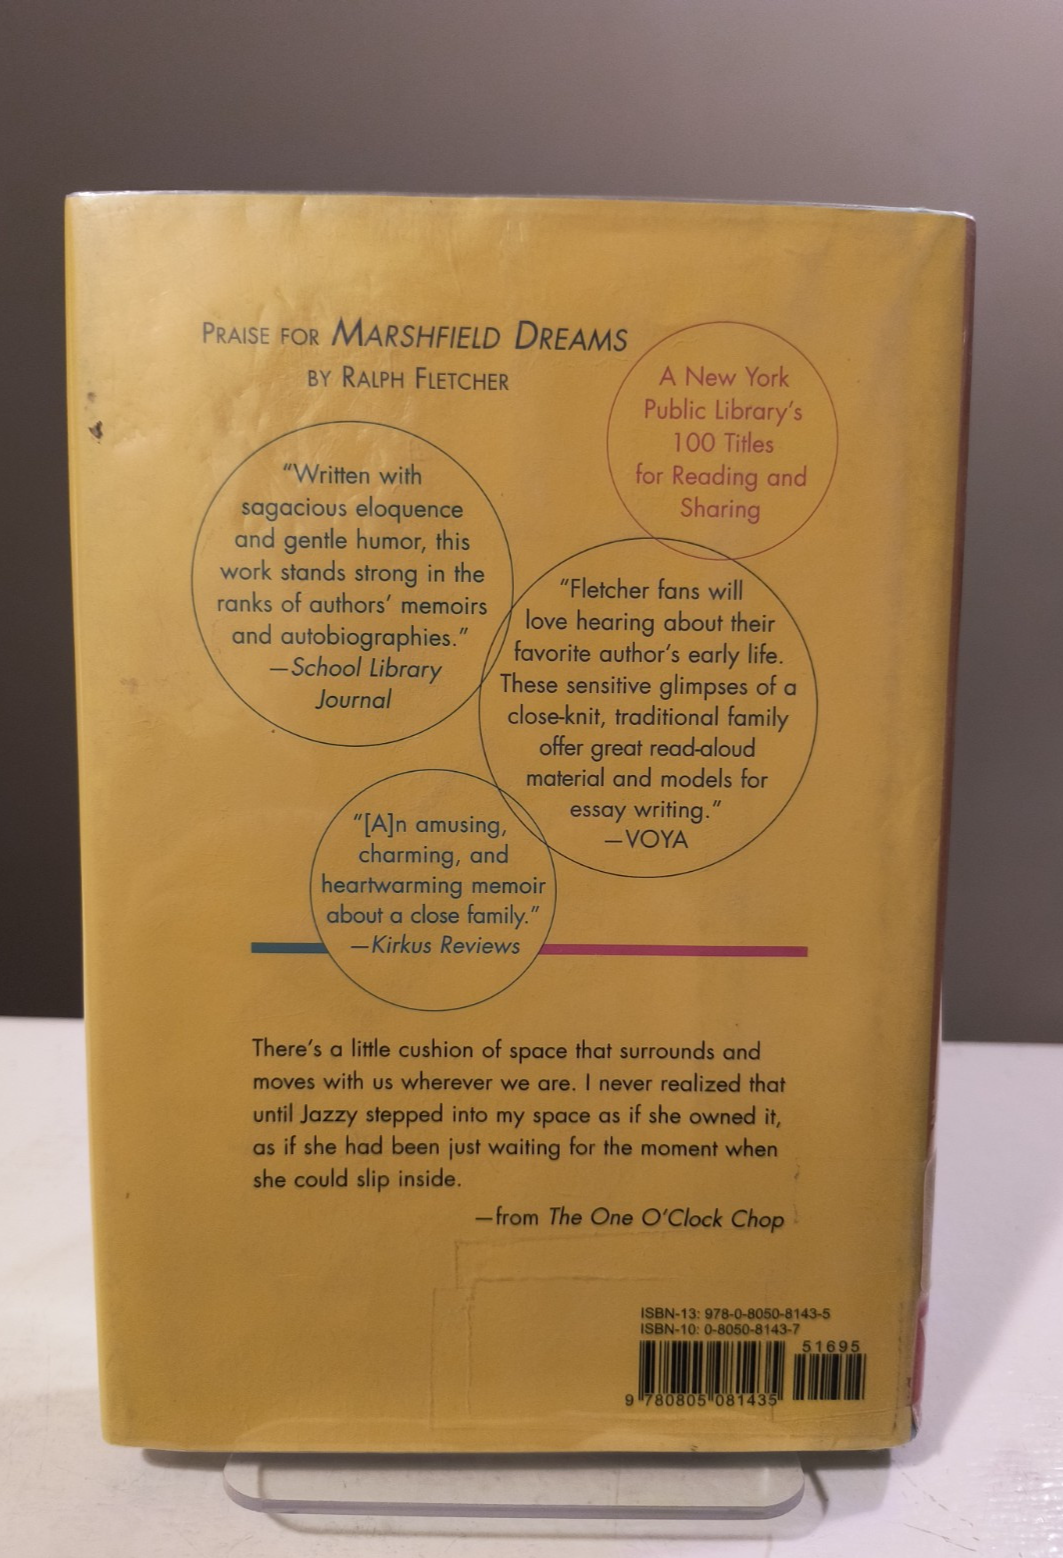 PRAISE FOR MARSHFIELD DREAMS
BY RALPH FLETCHER
A New York
Public Library's
100 Titles
for Reading and
Sharing
“Written with
sagacious eloquence
and gentle humor, this
work stands strong in the
ranks of authors’ memoirs
and autobiographies.”
—School Library
Journal
“Fletcher fans will
love hearing about their
favorite author’s early life.
These sensitive glimpses of a
close-knit, traditional family
offer great read-aloud
material and models for
essay writing.”
—VOYA
“[A]n amusing,
charming, and
heartwarming memoir
about a close family.”
—Kirkus Reviews
There’s a little cushion of space that surrounds and
moves with us wherever we are. I never realized that
until Jazzy stepped into my space as if she owned it,
as if she had been just waiting for the moment when
she could slip inside.
—from The One O’Clock Chop
ISBN-13: 978-0-8050-8143-5
ISBN-10: 0-8050-8143-7
51695
9 780805 081435